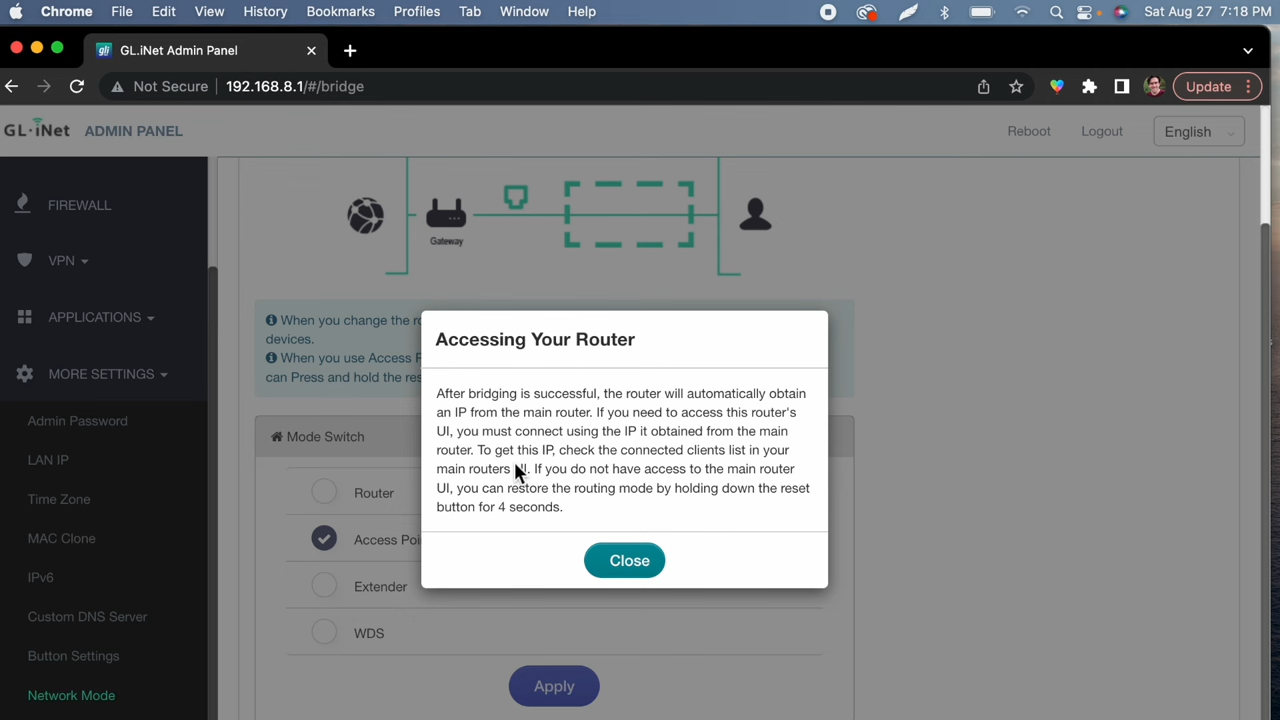 Chrome File Edit View History Bookmarks Profiles Tab Window Help Sat Aug 27 7:18 PM
GL.iNet Admin Panel
Not Secure 192.168.8.1/#/bridge Update
GL·iNet ADMIN PANEL Reboot Logout English
FIREWALL
VPN
APPLICATIONS
MORE SETTINGS
Admin Password
LAN IP
Time Zone
MAC Clone
IPv6
Custom DNS Server
Button Settings
Network Mode
Gateway
When you change the
devices.
When you use Access
can Press and hold the
Mode Switch
Router
Access
Extender
WDS
Apply
Accessing Your Router
After bridging is successful, the router will automatically obtain
an IP from the main router. If you need to access this router's
UI, you must connect using the IP it obtained from the main
router. To get this IP, check the connected clients list in your
main routers UI. If you do not have access to the main router
UI, you can restore the routing mode by holding down the reset
button for 4 seconds.
Close